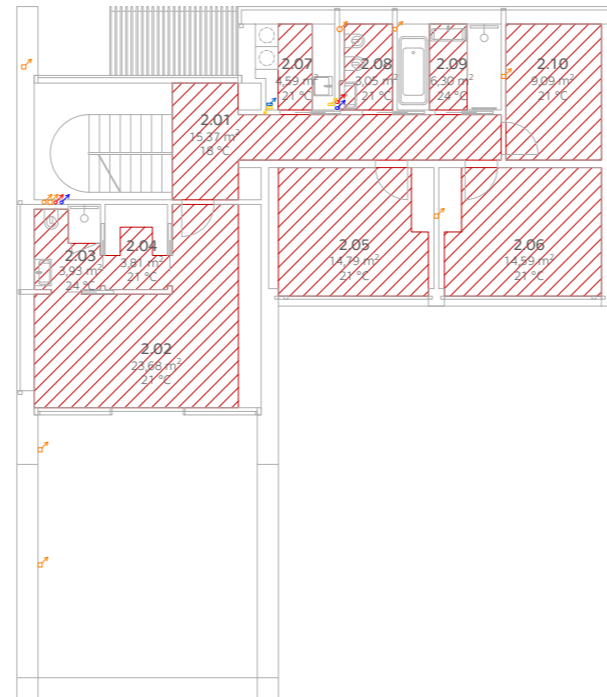 2.07
4,59 m²
21 °C
2.08
3,05 m²
21 °C
2.09
6,30 m²
24 °C
2.10
9,09 m²
21 °C
2.01
15,37 m²
18 °C
2.03
3,93 m²
24 °C
2.04
3,81 m²
21 °C
2.05
14,79 m²
21 °C
2.06
14,59 m²
21 °C
2.02
23,68 m²
21 °C